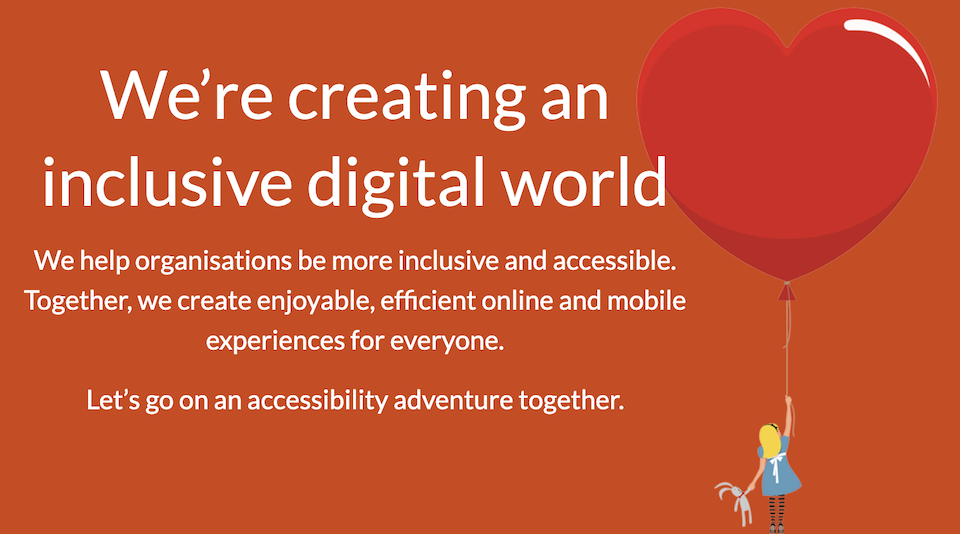 We’re creating an
inclusive digital world
We help organisations be more inclusive and accessible.
Together, we create enjoyable, efficient online and mobile
experiences for everyone.
Let’s go on an accessibility adventure together.